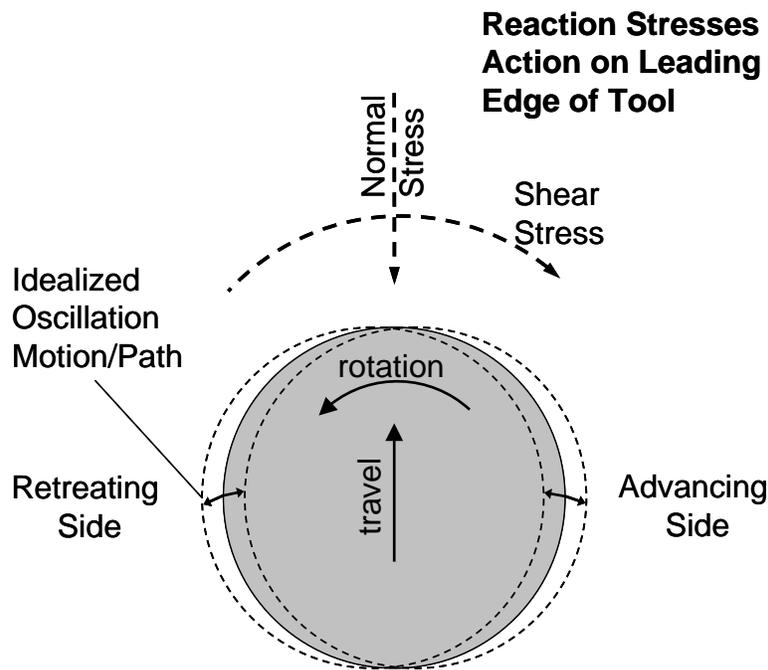 Reaction Stresses
Action on Leading
Edge of Tool
Normal
Stress
Shear
Stress
Idealized
Oscillation
Motion/Path
rotation
travel
Retreating
Side
Advancing
Side